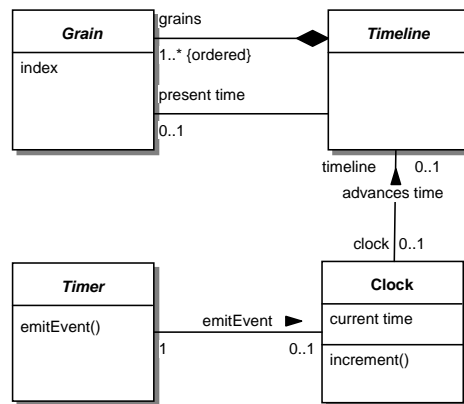 Grain
index
grains
1..* {ordered}
present time
0..1
Timeline
timeline 0..1
advances time
clock 0..1
Timer
emitEvent()
emitEvent
1 0..1
Clock
current time
increment()